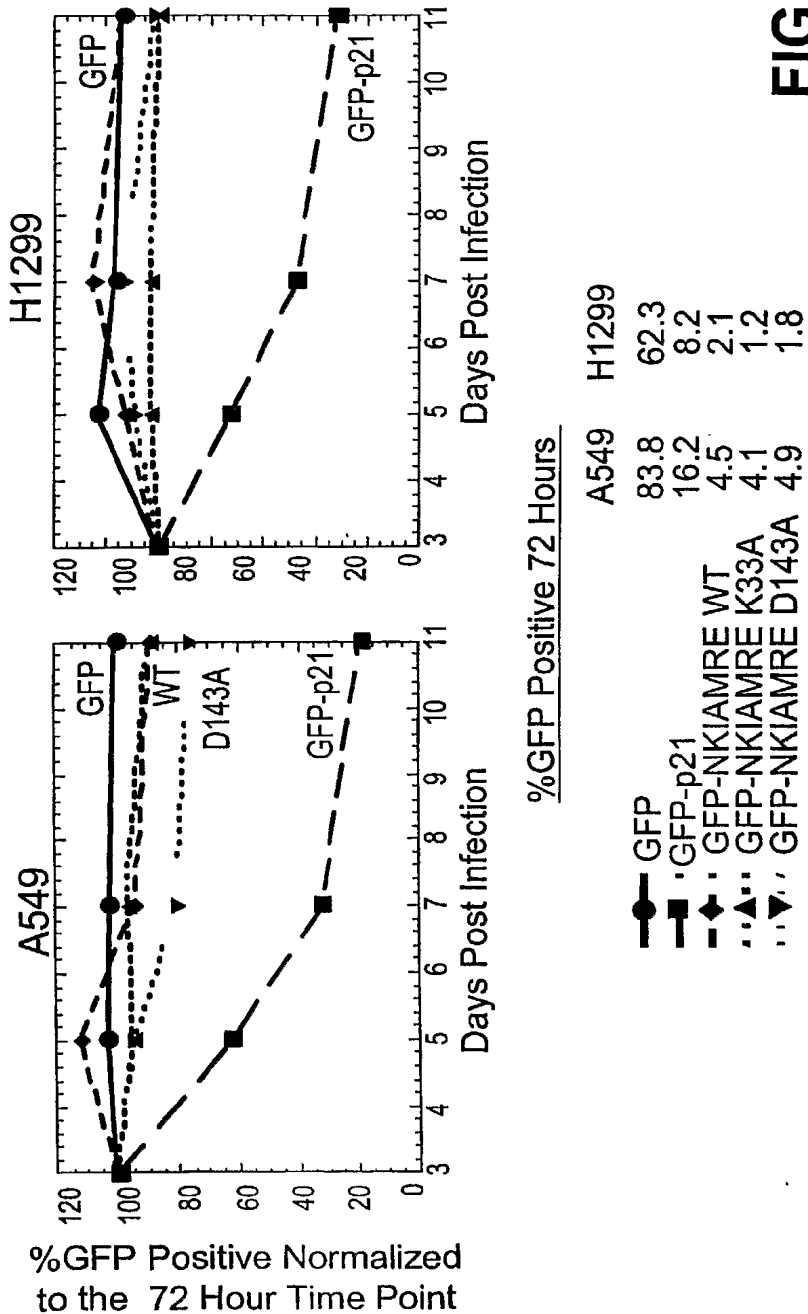 A549
H1299
%GFP Positive Normalized
to the 72 Hour Time Point
120
100
80
60
40
20
0
GFP
WT
D143A
GFP-p21
3 4 5 6 7 8 9 10 11
Days Post Infection
120
100
80
60
40
20
0
GFP
GFP-p21
3 4 5 6 7 8 9 10 11
Days Post Infection
%GFP Positive 72 Hours
A549 H1299
GFP 83.8 62.3
GFP-p21 16.2 8.2
GFP-NKIAMRE WT 4.5 2.1
GFP-NKIAMRE K33A 4.1 1.2
GFP-NKIAMRE D143A 4.9 1.8
FIG